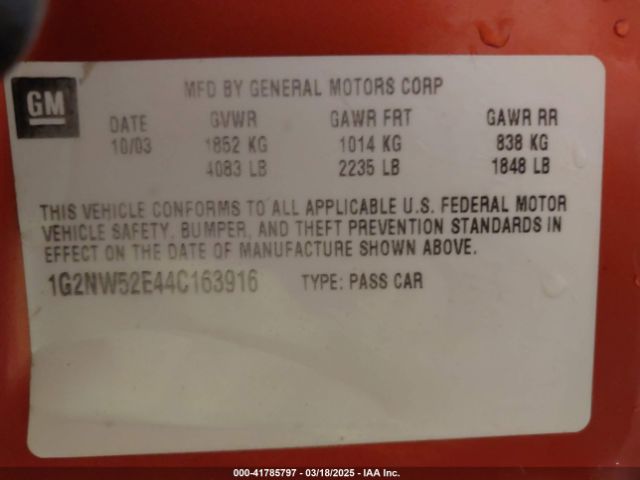 GM
MFD BY GENERAL MOTORS CORP
DATE GVWR GAWR FRT GAWR RR
10/03 1852 KG 1014 KG 838 KG
4083 LB 2235 LB 1848 LB
THIS VEHICLE CONFORMS TO ALL APPLICABLE U.S. FEDERAL MOTOR
VEHICLE SAFETY, BUMPER, AND THEFT PREVENTION STANDARDS IN
EFFECT ON THE DATE OF MANUFACTURE SHOWN ABOVE.
1G2NW52E44C163916 TYPE: PASS CAR
000-41785797 - 03/18/2025 - IAA Inc.